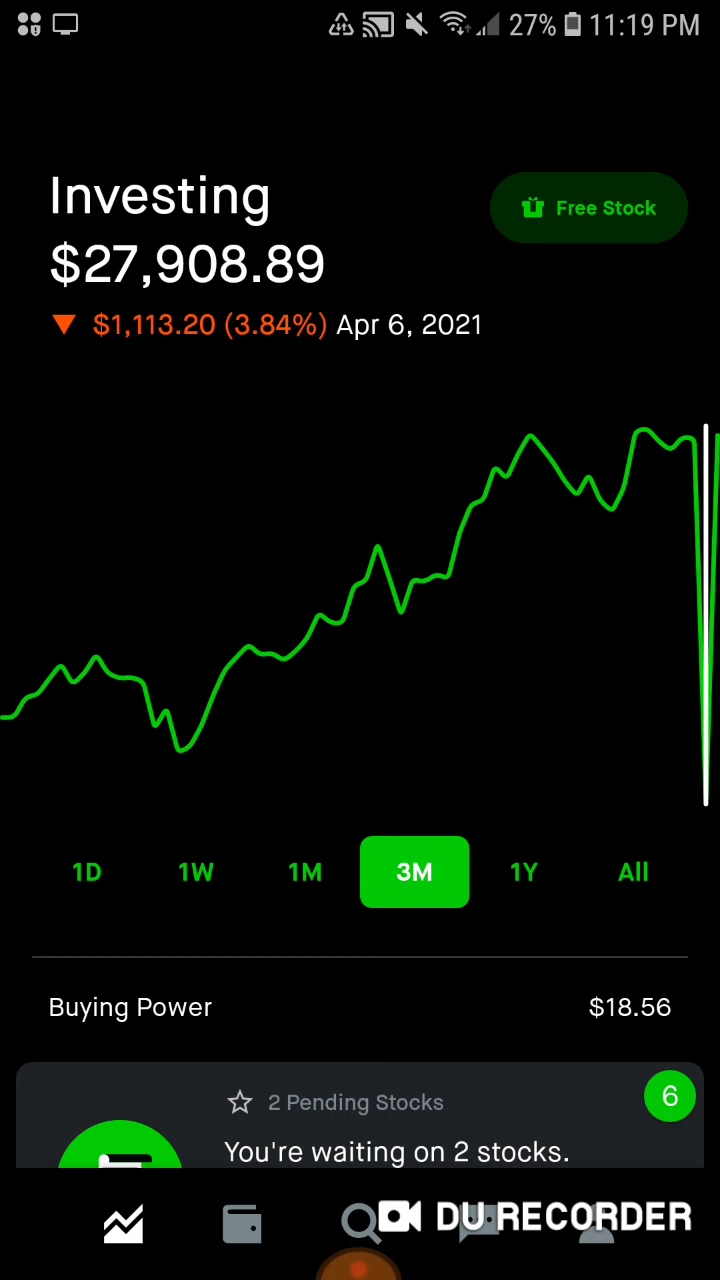 27% 11:19 PM
Investing
$27,908.89
Free Stock
▼ $1,113.20 (3.84%) Apr 6, 2021
1D 1W 1M 3M 1Y All
Buying Power $18.56
2 Pending Stocks
6
You're waiting on 2 stocks.
DU RECORDER